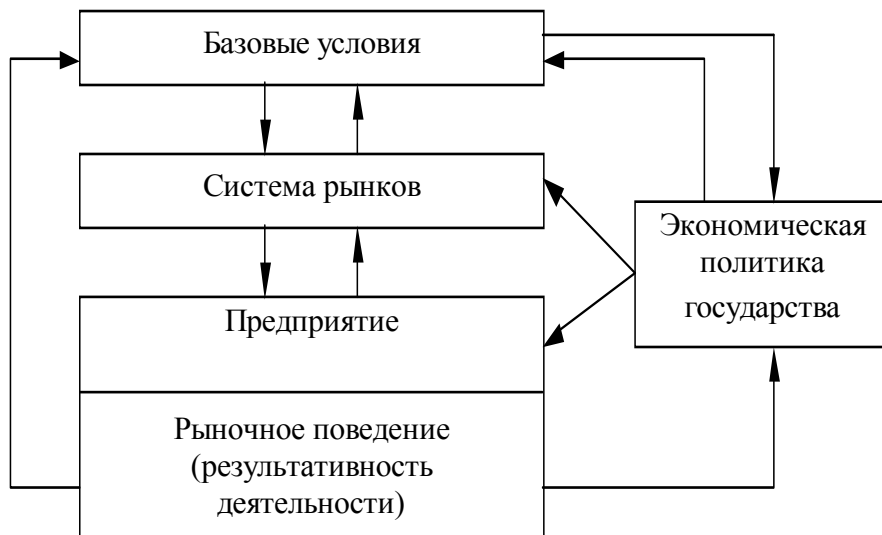 Базовые условия
Система рынков
Экономическая
политика
государства
Предприятие
Рыночное поведение
(результативность
деятельности)